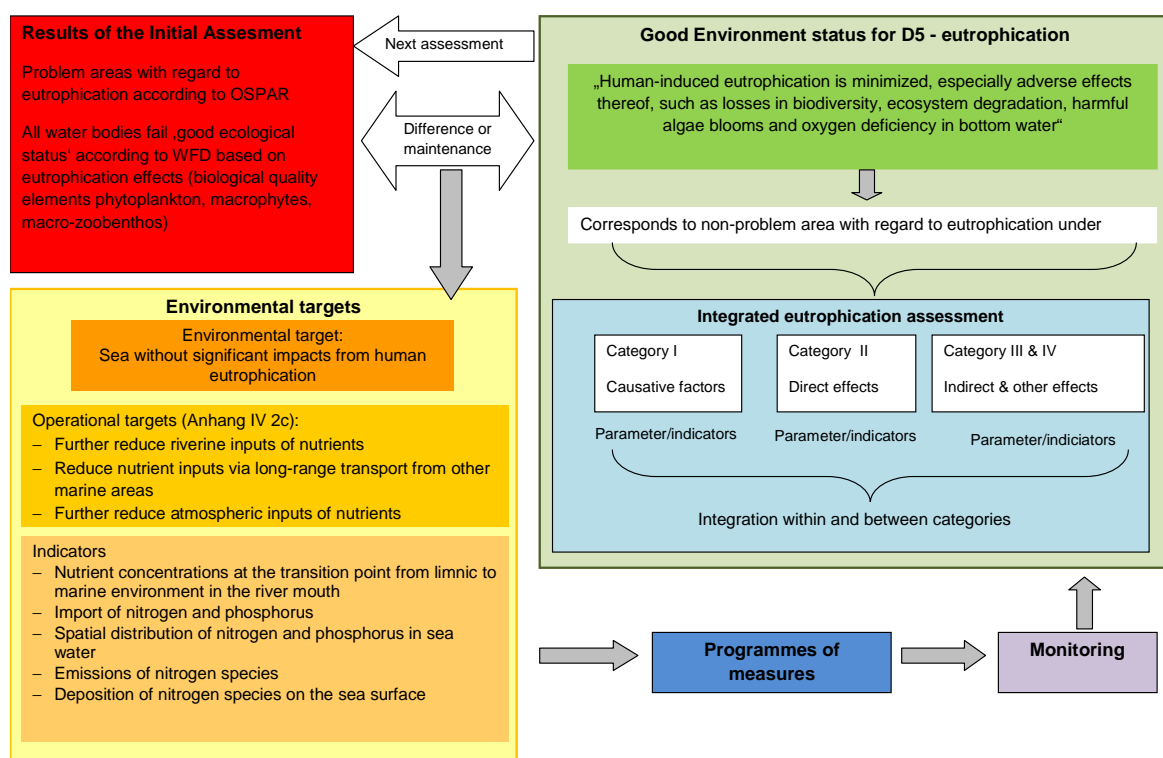 Results of the Initial Assesment
Problem areas with regard to
eutrophication according to OSPAR
All water bodies fail ‚good ecological
status‘ according to WFD based on
eutrophication effects (biological quality
elements phytoplankton, macrophytes,
macro-zoobenthos)
Next assessment
Difference or
maintenance
Good Environment status for D5 - eutrophication
„Human-induced eutrophication is minimized, especially adverse effects
thereof, such as losses in biodiversity, ecosystem degradation, harmful
algae blooms and oxygen deficiency in bottom water“
Corresponds to non-problem area with regard to eutrophication under
Integrated eutrophication assessment
Category I
Causative factors
Category II
Direct effects
Category III & IV
Indirect & other effects
Parameter/indicators
Parameter/indicators
Parameter/indiciators
Integration within and between categories
Environmental targets
Environmental target:
Sea without significant impacts from human
eutrophication
Operational targets (Anhang IV 2c):
– Further reduce riverine inputs of nutrients
– Reduce nutrient inputs via long-range transport from other
marine areas
– Further reduce atmospheric inputs of nutrients
Indicators
– Nutrient concentrations at the transition point from limnic to
marine environment in the river mouth
– Import of nitrogen and phosphorus
– Spatial distribution of nitrogen and phosphorus in sea
water
– Emissions of nitrogen species
– Deposition of nitrogen species on the sea surface
Programmes of
measures
Monitoring